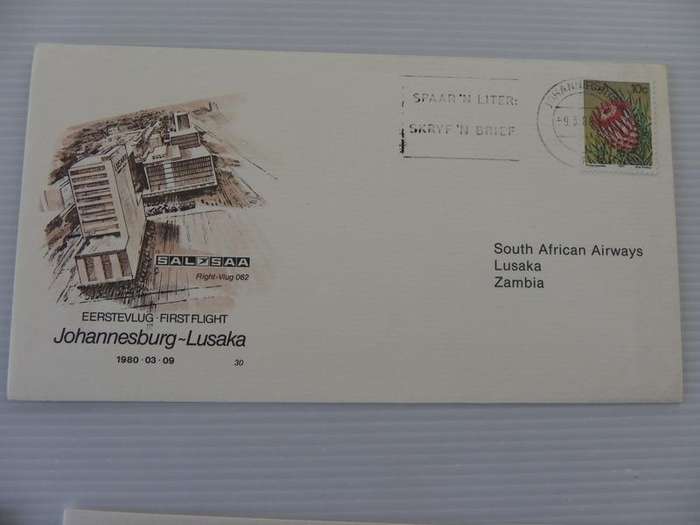 SPAAR 'N LITER:
SKRYF 'N BRIEF
10c
South African Airways
Lusaka
Zambia
SAL SAA
Flight-Vlug 062
EERSTEVLUG · FIRST FLIGHT
Johannesburg~Lusaka
1980·03·09
30